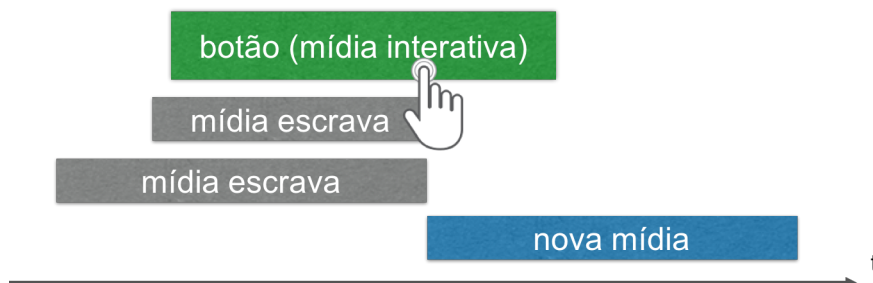 botão (mídia interativa)
mídia escrava
mídia escrava
nova mídia
t